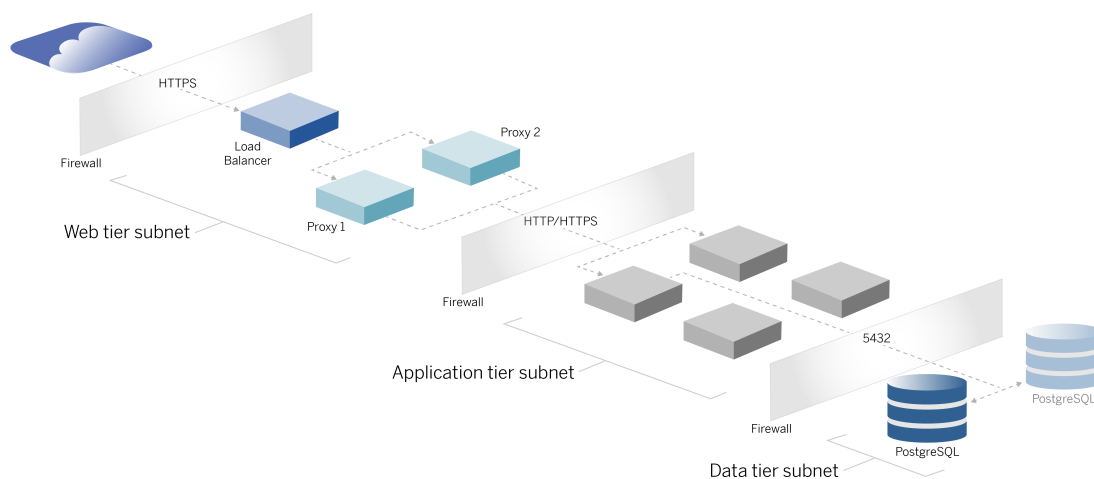 HTTPS
Firewall
Load
Balancer
Proxy 2
Proxy 1
Web tier subnet
HTTP/HTTPS
Firewall
Application tier subnet
5432
Firewall
PostgreSQL
PostgreSQL
Data tier subnet